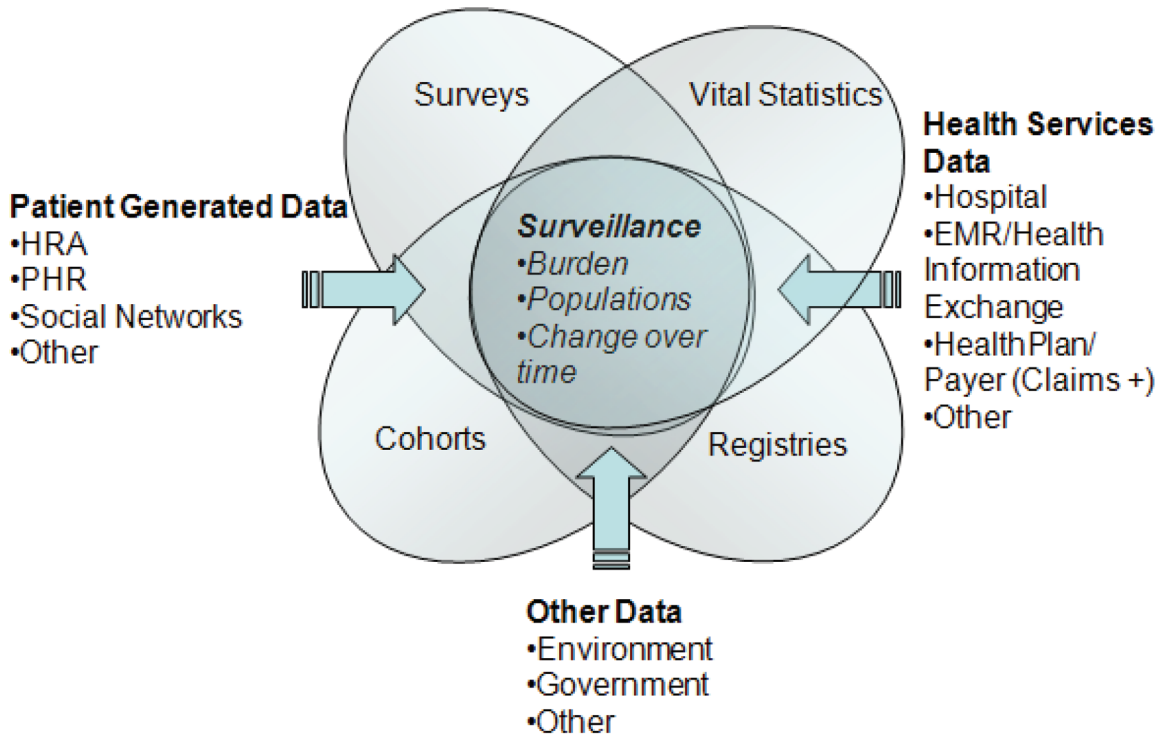 Surveys
Vital Statistics
Patient Generated Data
•HRA
•PHR
•Social Networks
•Other
Surveillance
•Burden
•Populations
•Change over
time
Health Services
Data
•Hospital
•EMR/Health
Information
Exchange
•HealthPlan/
Payer (Claims +)
•Other
Cohorts
Registries
Other Data
•Environment
•Government
•Other